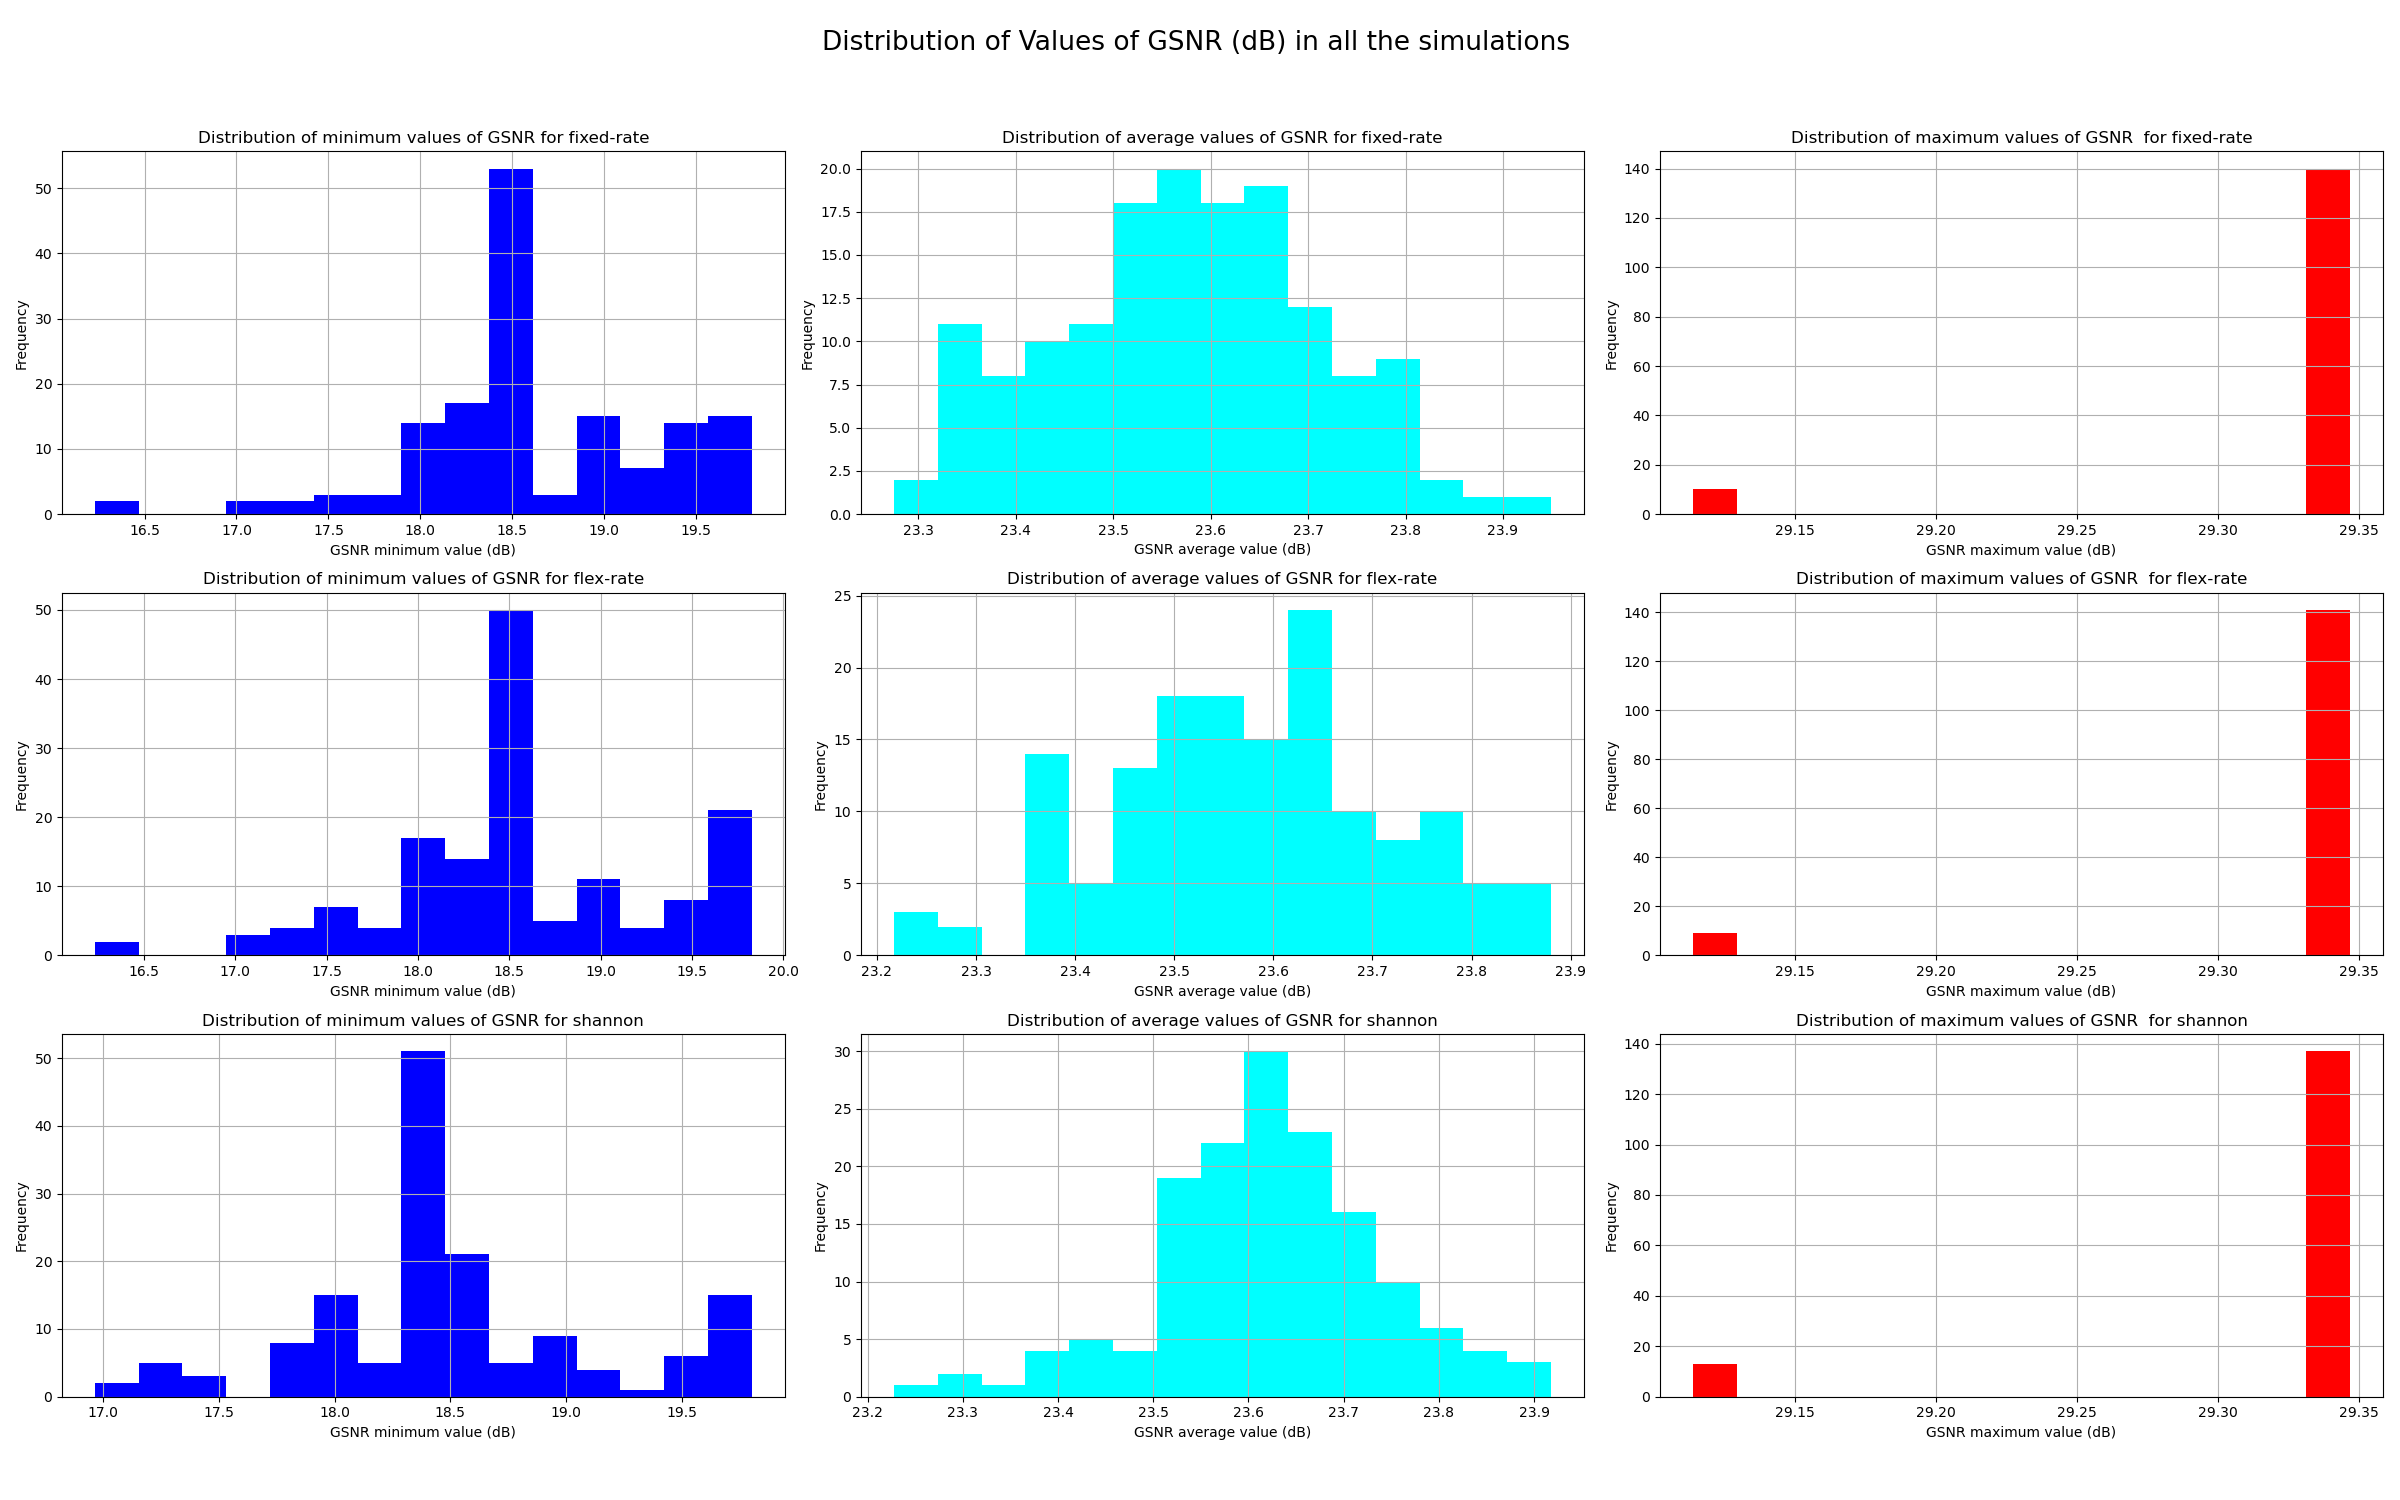 Distribution of Values of GSNR (dB) in all the simulations
Distribution of minimum values of GSNR for fixed-rate
Frequency
50
40
30
20
10
0
16.5 17.0 17.5 18.0 18.5 19.0 19.5
GSNR minimum value (dB)
Distribution of average values of GSNR for fixed-rate
Frequency
20.0
17.5
15.0
12.5
10.0
7.5
5.0
2.5
0.0
23.3 23.4 23.5 23.6 23.7 23.8 23.9
GSNR average value (dB)
Distribution of maximum values of GSNR  for fixed-rate
Frequency
140
120
100
80
60
40
20
0
29.15 29.20 29.25 29.30 29.35
GSNR maximum value (dB)
Distribution of minimum values of GSNR for flex-rate
Frequency
50
40
30
20
10
0
16.5 17.0 17.5 18.0 18.5 19.0 19.5 20.0
GSNR minimum value (dB)
Distribution of average values of GSNR for flex-rate
Frequency
25
20
15
10
5
0
23.2 23.3 23.4 23.5 23.6 23.7 23.8 23.9
GSNR average value (dB)
Distribution of maximum values of GSNR  for flex-rate
Frequency
140
120
100
80
60
40
20
0
29.15 29.20 29.25 29.30 29.35
GSNR maximum value (dB)
Distribution of minimum values of GSNR for shannon
Frequency
50
40
30
20
10
0
17.0 17.5 18.0 18.5 19.0 19.5
GSNR minimum value (dB)
Distribution of average values of GSNR for shannon
Frequency
30
25
20
15
10
5
0
23.2 23.3 23.4 23.5 23.6 23.7 23.8 23.9
GSNR average value (dB)
Distribution of maximum values of GSNR  for shannon
Frequency
140
120
100
80
60
40
20
0
29.15 29.20 29.25 29.30 29.35
GSNR maximum value (dB)